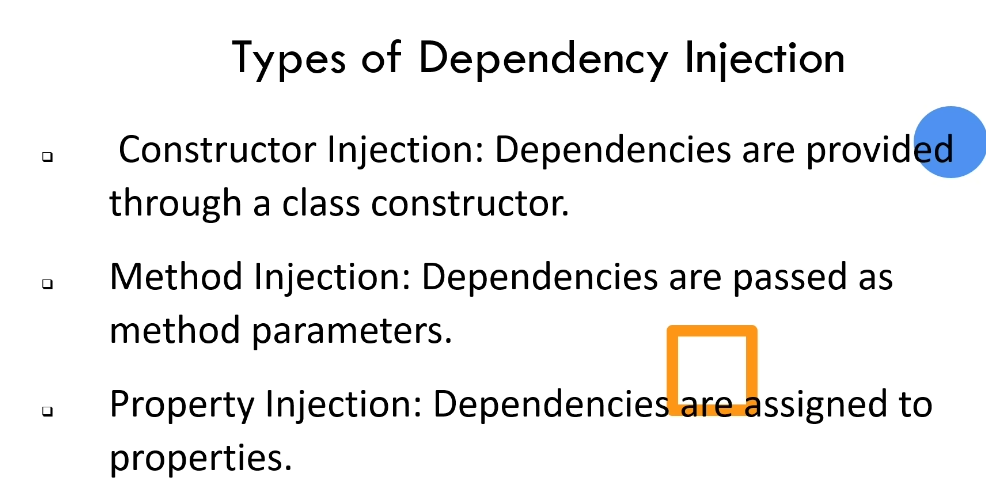 Types of Dependency Injection
Constructor Injection: Dependencies are provided
through a class constructor.
Method Injection: Dependencies are passed as
method parameters.
Property Injection: Dependencies are assigned to
properties.